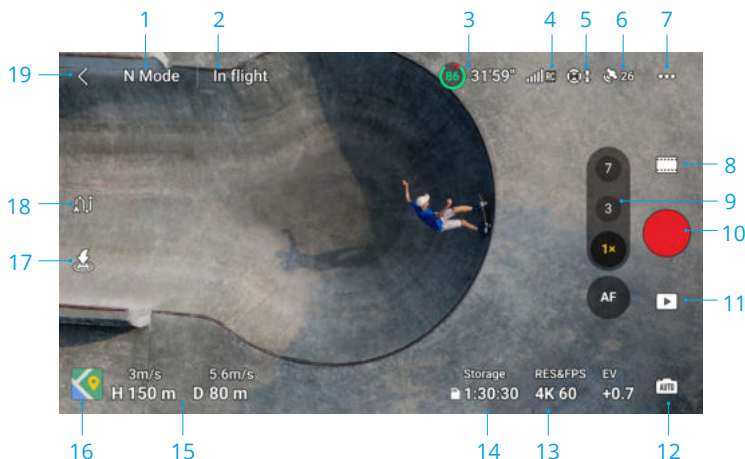 1 2 3 4 5 6 7
19 N Mode In flight 86 31'59" RC 26
7 8
18 3 9
1× 10
17 AF 11
3m/s 5.6m/s Storage RES&FPS EV
H 150 m D 80 m 1:30:30 4K 60 +0.7 AUTO
16 15 14 13 12